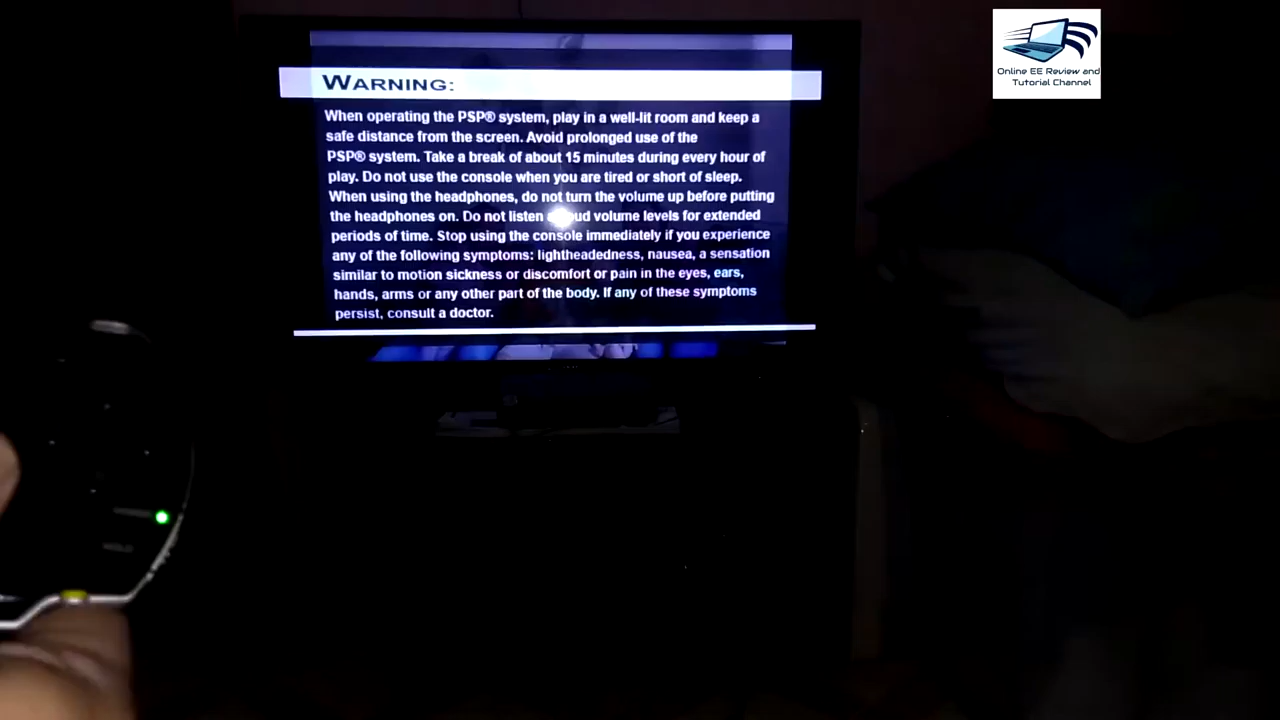 Online EE Review and
Tutorial Channel
WARNING:
When operating the PSP® system, play in a well-lit room and keep a
safe distance from the screen. Avoid prolonged use of the
PSP® system. Take a break of about 15 minutes during every hour of
play. Do not use the console when you are tired or short of sleep.
When using the headphones, do not turn the volume up before putting
the headphones on. Do not listen volume levels for extended
periods of time. Stop using the console immediately if you experience
any of the following symptoms: lightheadedness, nausea, a sensation
similar to motion sickness or discomfort or pain in the eyes, ears,
hands, arms or any other part of the body. If any of these symptoms
persist, consult a doctor.
HOLD